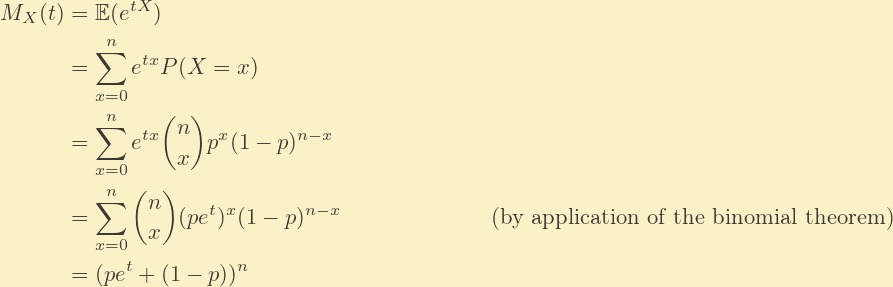 M_X(t) = 𝔼(e^{tX})
= \sum_{x=0}^{n} e^{tx} P(X = x)
= \sum_{x=0}^{n} e^{tx} \binom{n}{x} p^x (1 − p)^{n−x}
= \sum_{x=0}^{n} \binom{n}{x} (pe^t)^x (1 − p)^{n−x} (by application of the binomial theorem)
= (pe^t + (1 − p))^n